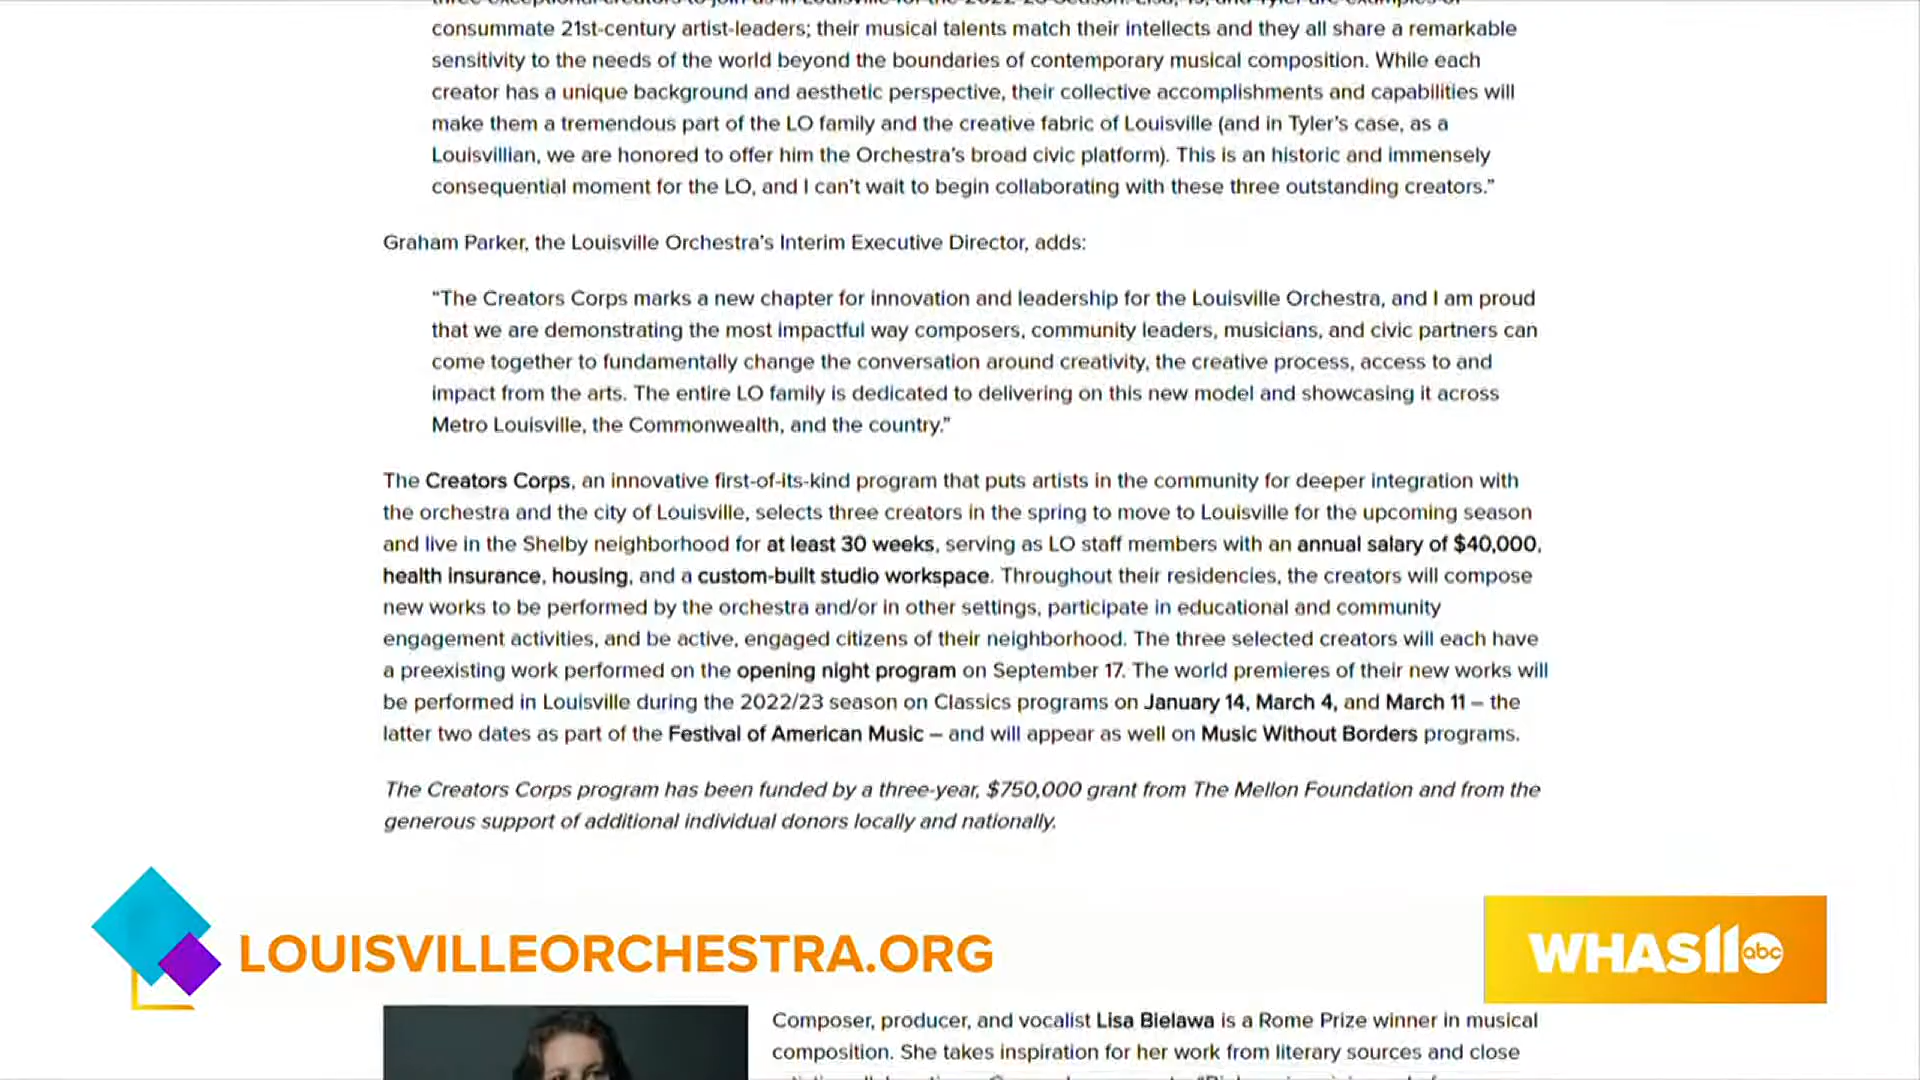 consummate 21st-century artist-leaders; their musical talents match their intellects and they all share a remarkable
sensitivity to the needs of the world beyond the boundaries of contemporary musical composition. While each
creator has a unique background and aesthetic perspective, their collective accomplishments and capabilities will
make them a tremendous part of the LO family and the creative fabric of Louisville (and in Tyler’s case, as a
Louisvillian, we are honored to offer him the Orchestra’s broad civic platform). This is an historic and immensely
consequential moment for the LO, and I can’t wait to begin collaborating with these three outstanding creators.”
Graham Parker, the Louisville Orchestra’s Interim Executive Director, adds:
“The Creators Corps marks a new chapter for innovation and leadership for the Louisville Orchestra, and I am proud
that we are demonstrating the most impactful way composers, community leaders, musicians, and civic partners can
come together to fundamentally change the conversation around creativity, the creative process, access to and
impact from the arts. The entire LO family is dedicated to delivering on this new model and showcasing it across
Metro Louisville, the Commonwealth, and the country.”
The Creators Corps, an innovative first-of-its-kind program that puts artists in the community for deeper integration with
the orchestra and the city of Louisville, selects three creators in the spring to move to Louisville for the upcoming season
and live in the Shelby neighborhood for at least 30 weeks, serving as LO staff members with an annual salary of $40,000,
health insurance, housing, and a custom-built studio workspace. Throughout their residencies, the creators will compose
new works to be performed by the orchestra and/or in other settings, participate in educational and community
engagement activities, and be active, engaged citizens of their neighborhood. The three selected creators will each have
a preexisting work performed on the opening night program on September 17. The world premieres of their new works will
be performed in Louisville during the 2022/23 season on Classics programs on January 14, March 4, and March 11 – the
latter two dates as part of the Festival of American Music – and will appear as well on Music Without Borders programs.
The Creators Corps program has been funded by a three-year, $750,000 grant from The Mellon Foundation and from the
generous support of additional individual donors locally and nationally.
LOUISVILLEORCHESTRA.ORG
WHAS11 abc
Composer, producer, and vocalist Lisa Bielawa is a Rome Prize winner in musical
composition. She takes inspiration for her work from literary sources and close